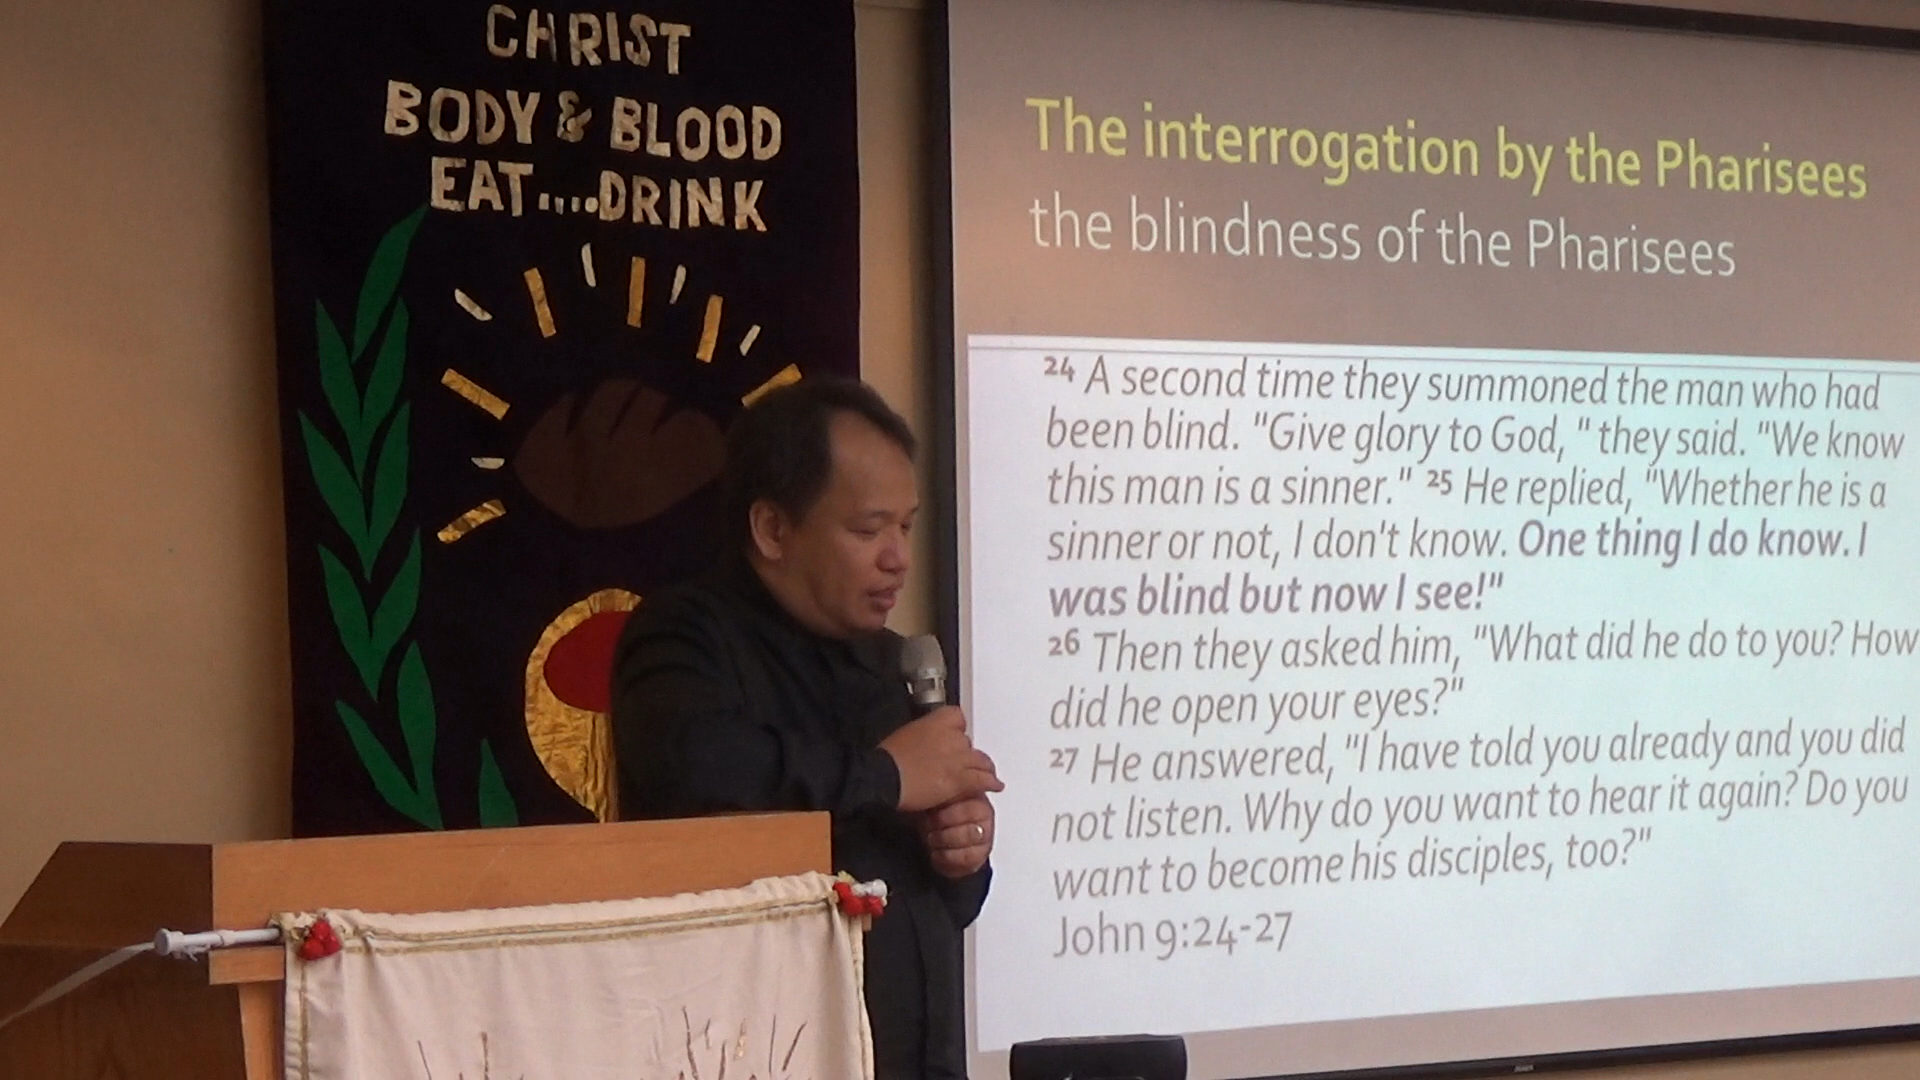 CHRIST
BODY & BLOOD
EAT....DRINK
The interrogation by the Pharisees
the blindness of the Pharisees
24 A second time they summoned the man who had
been blind. "Give glory to God, " they said. "We know
this man is a sinner." 25 He replied, "Whether he is a
sinner or not, I don't know. One thing I do know. I
was blind but now I see!"
26 Then they asked him, "What did he do to you? How
did he open your eyes?"
27 He answered, "I have told you already and you did
not listen. Why do you want to hear it again? Do you
want to become his disciples, too?"
John 9:24-27